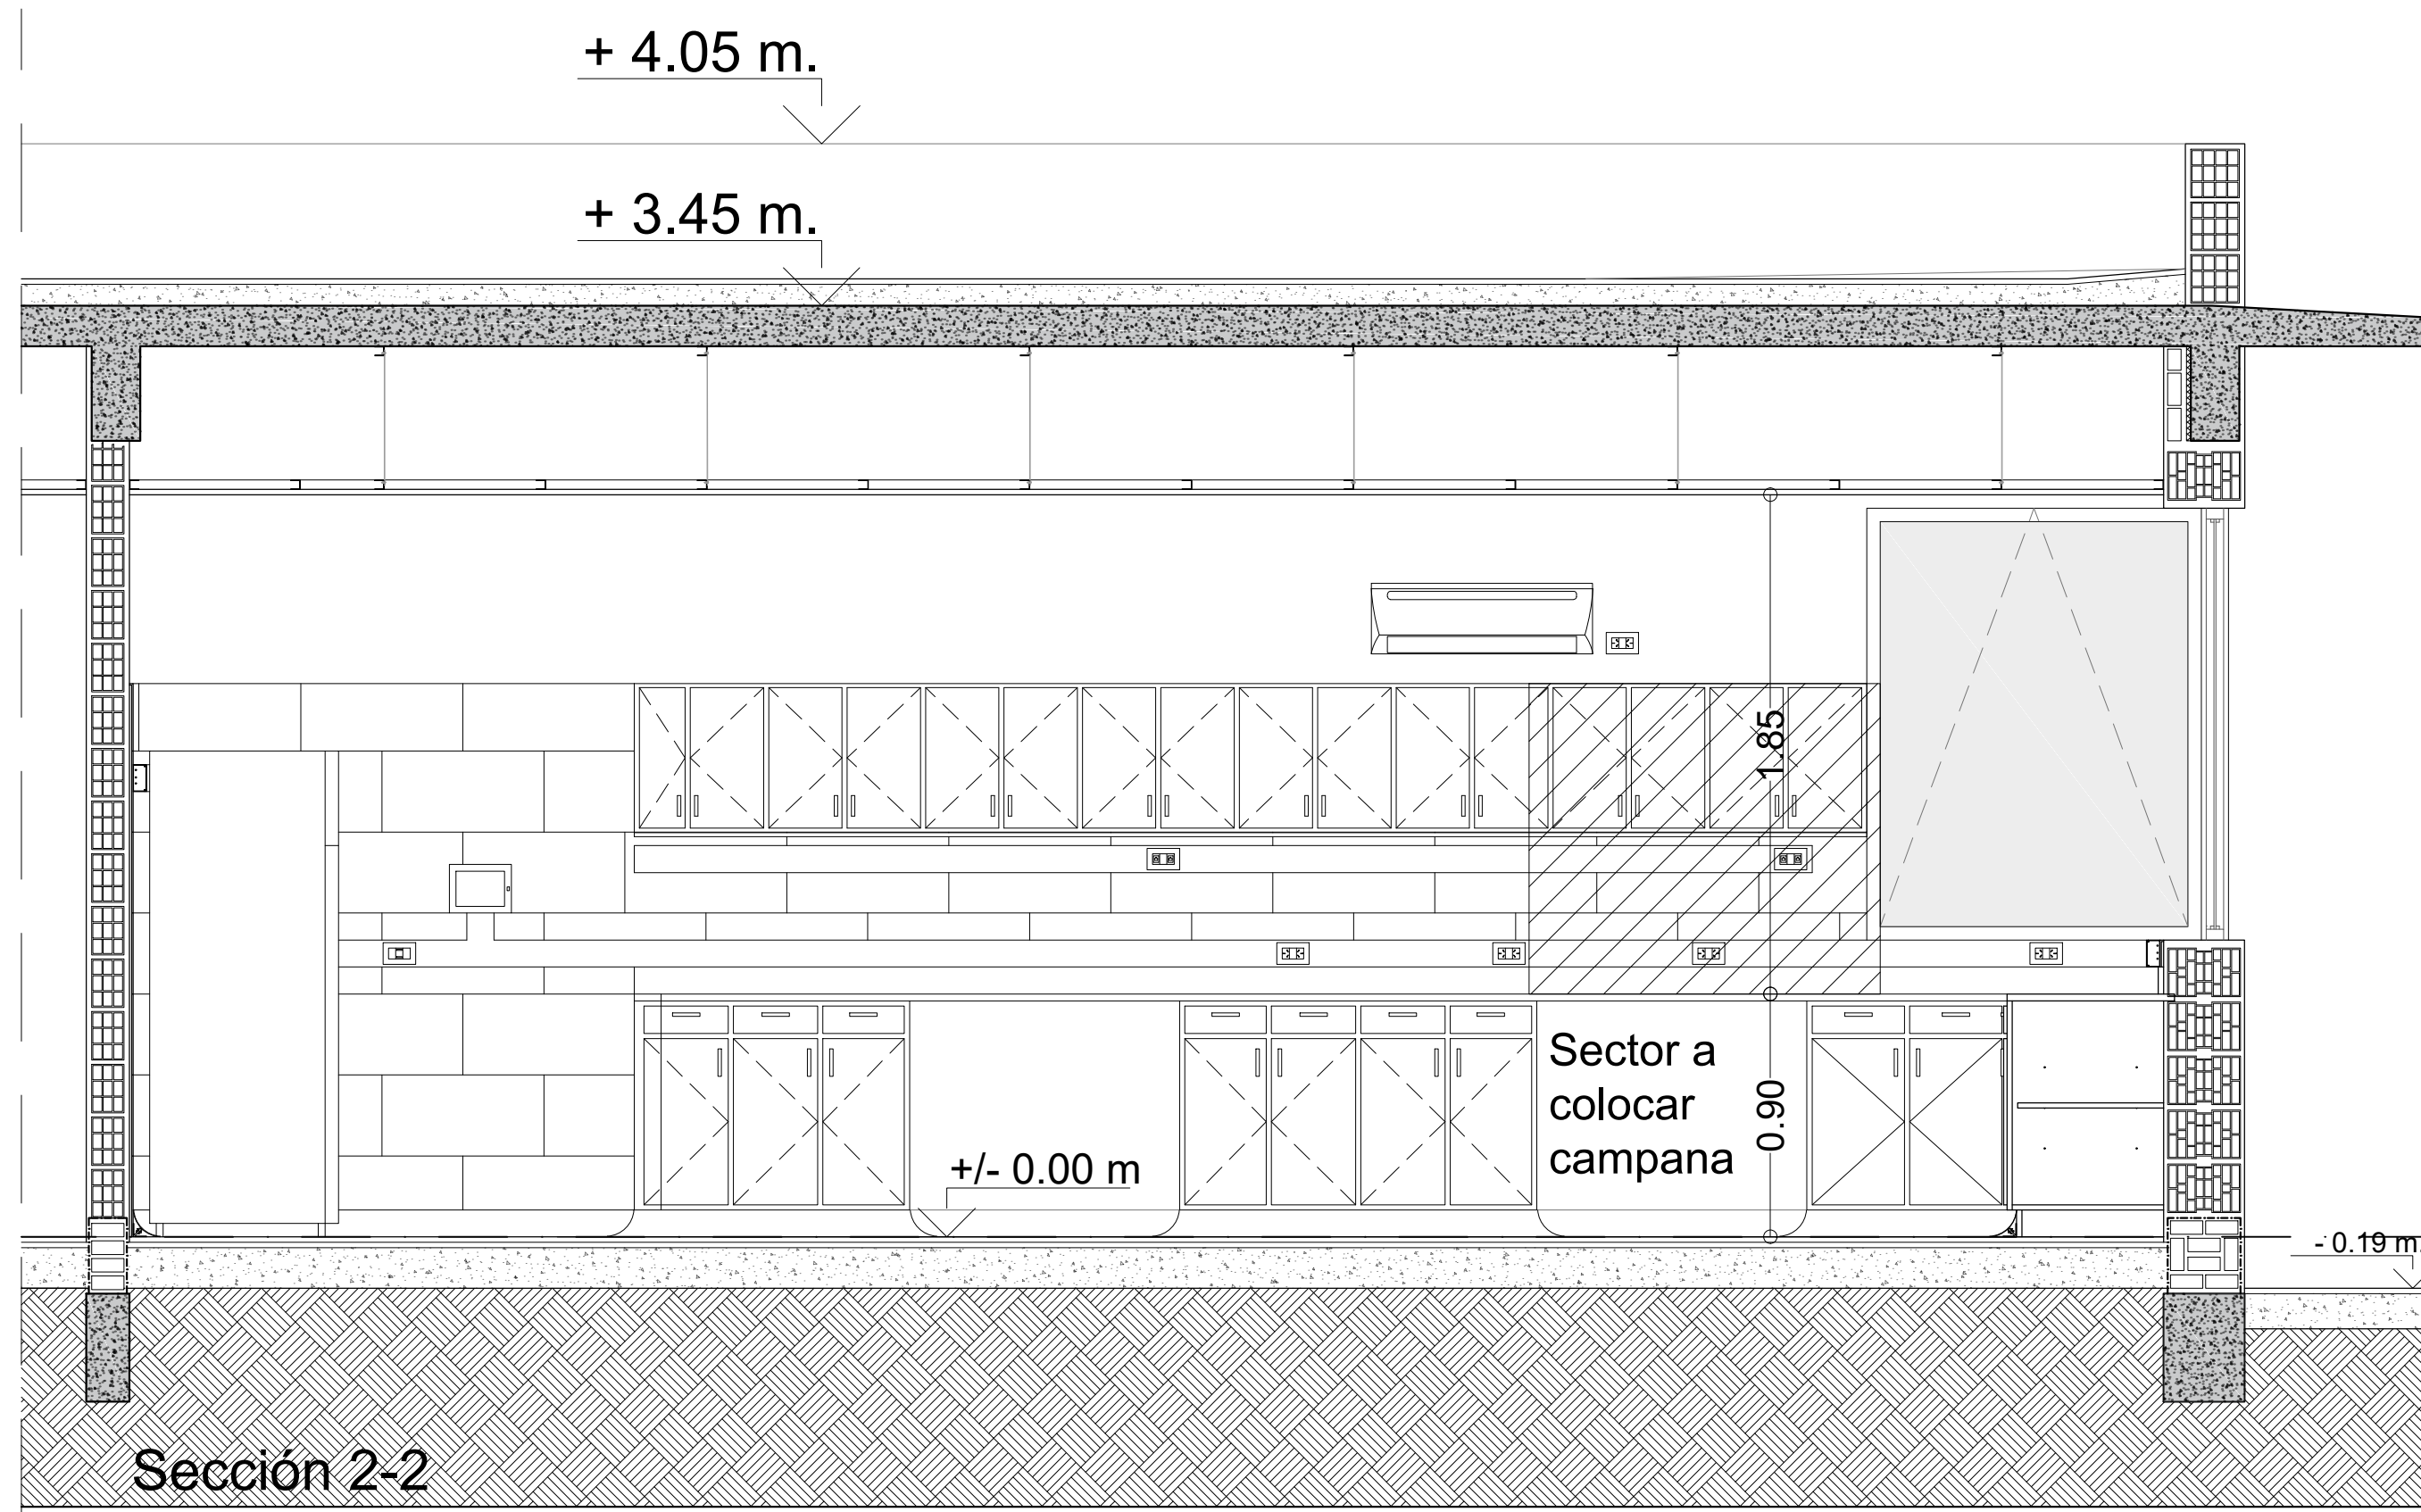 + 4.05 m.
+ 3.45 m.
1.85
Sector a
colocar
campana
0.90
+/- 0.00 m
- 0.19 m.
Sección 2-2